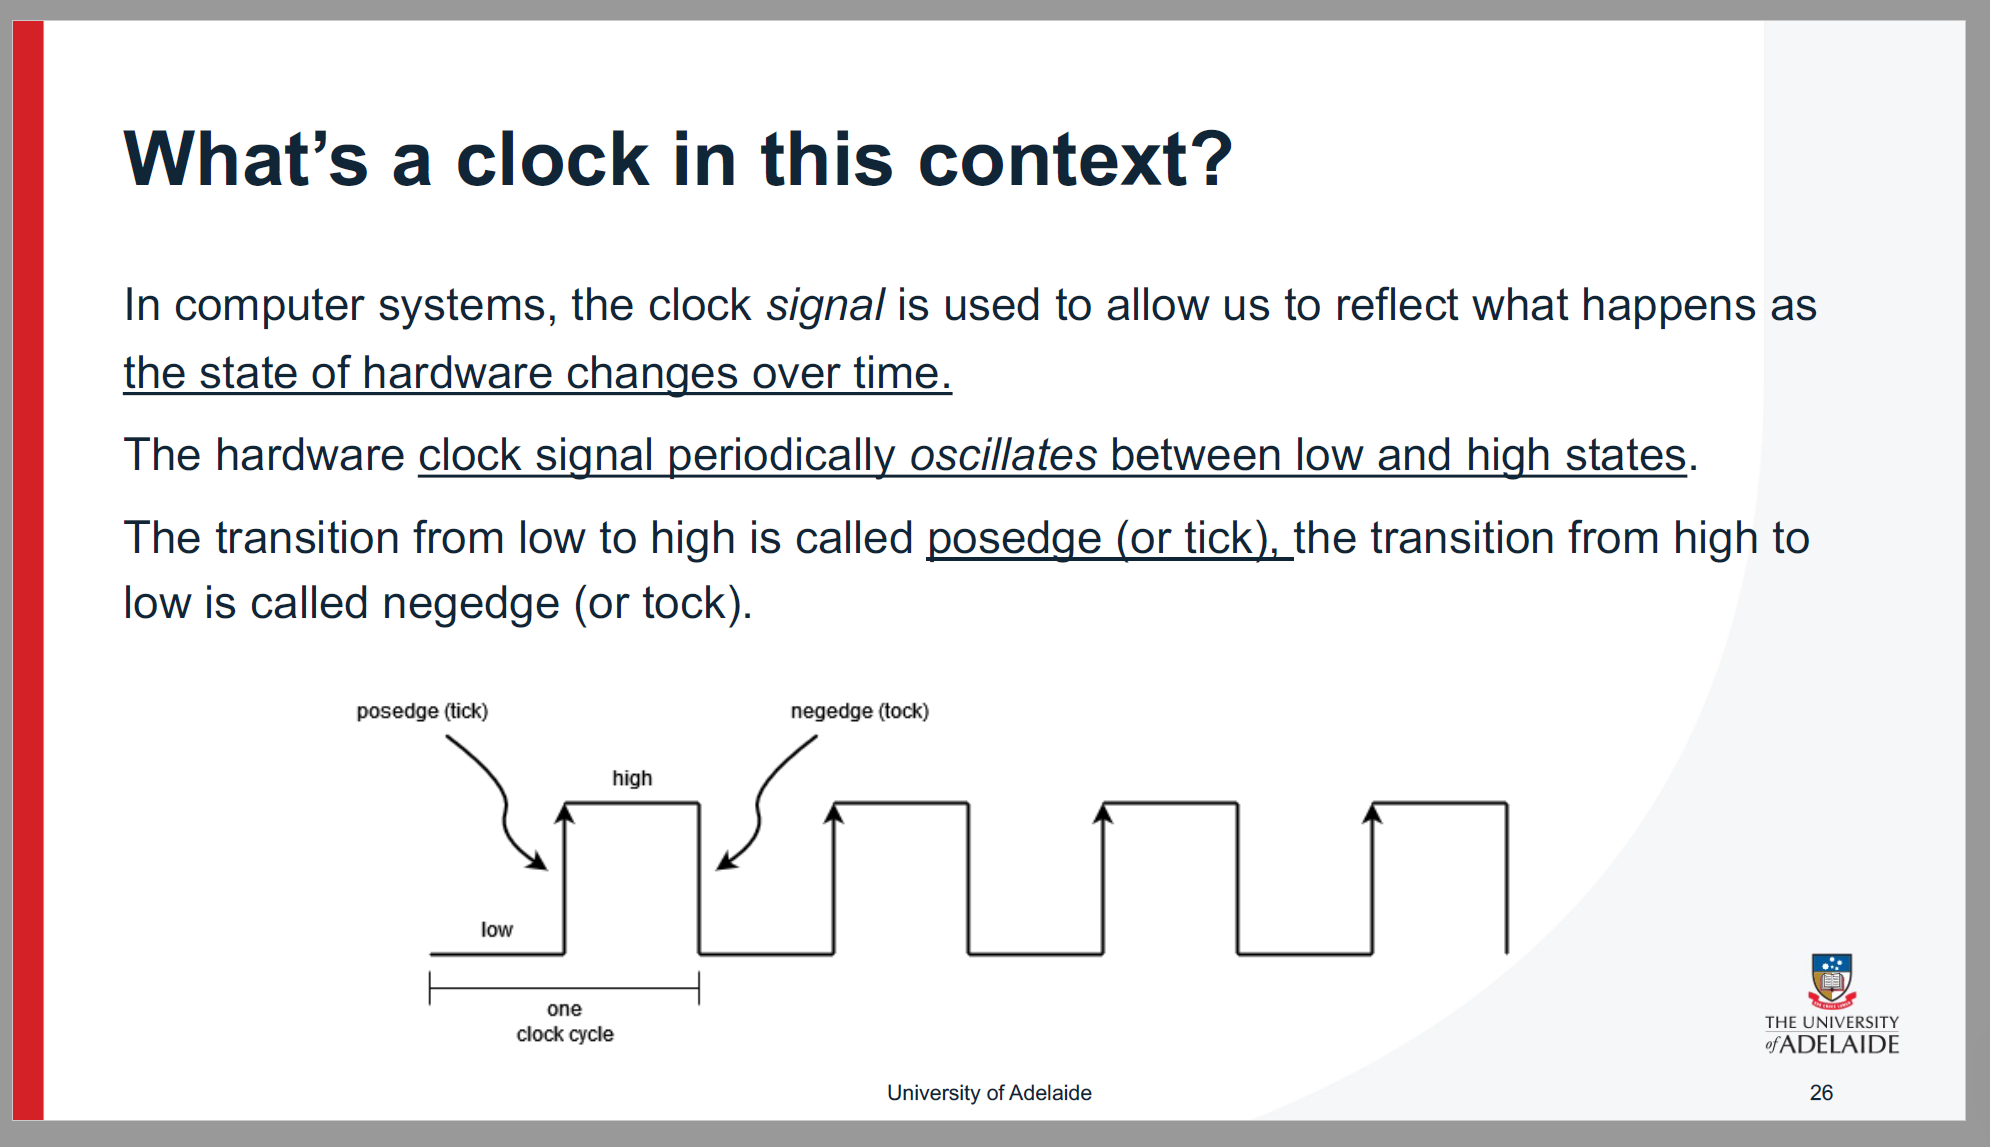 What’s a clock in this context?
In computer systems, the clock signal is used to allow us to reflect what happens as
the state of hardware changes over time.
The hardware clock signal periodically oscillates between low and high states.
The transition from low to high is called posedge (or tick), the transition from high to
low is called negedge (or tock).
posedge (tick)
negedge (tock)
high
low
one
clock cycle
THE UNIVERSITY
of ADELAIDE
University of Adelaide
26